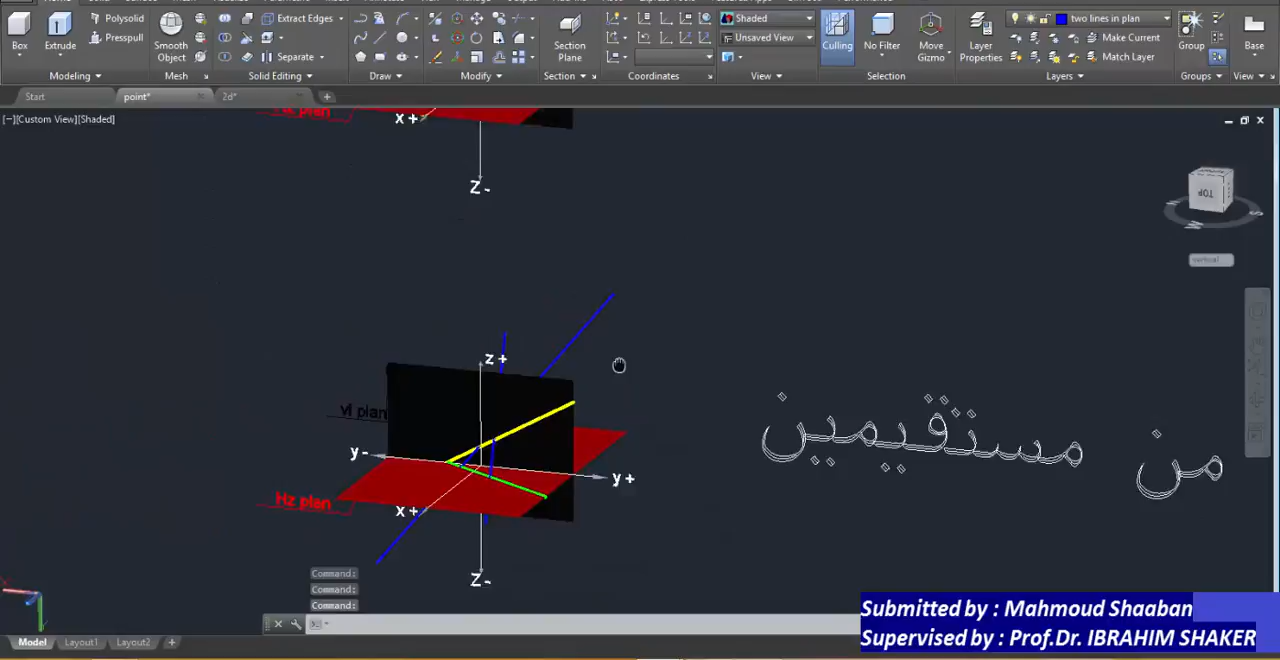 Polysolid
Presspull
Box
Extrude
Smooth
Object
Extract Edges
Separate
Section
Plane
Shaded
Unsaved View
Culling
No Filter
Move
Gizmo
Layer
Properties
two lines in plan
Make Current
Match Layer
Group
Base
Modeling
Mesh
Solid Editing
Draw
Modify
Section
Coordinates
View
Selection
Layers
Groups
View
Start
point*
2d*
[−][Custom View][Shaded]
x +
Z -
TOP
vertical
z +
vl plan
y -
y +
Hz plan
x +
Z -
من مستقيمين
Command:
Command:
Command:
Submitted by : Mahmoud Shaaban
Supervised by : Prof.Dr. IBRAHIM SHAKER
Model
Layout1
Layout2